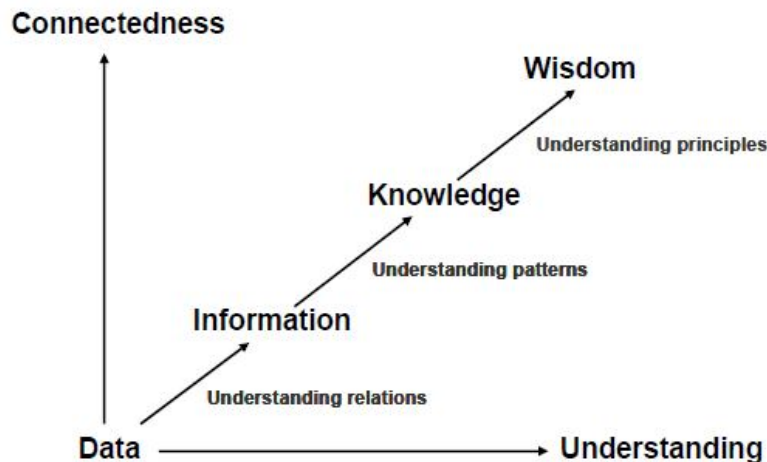 Connectedness
Wisdom
Understanding principles
Knowledge
Understanding patterns
Information
Understanding relations
Data
Understanding